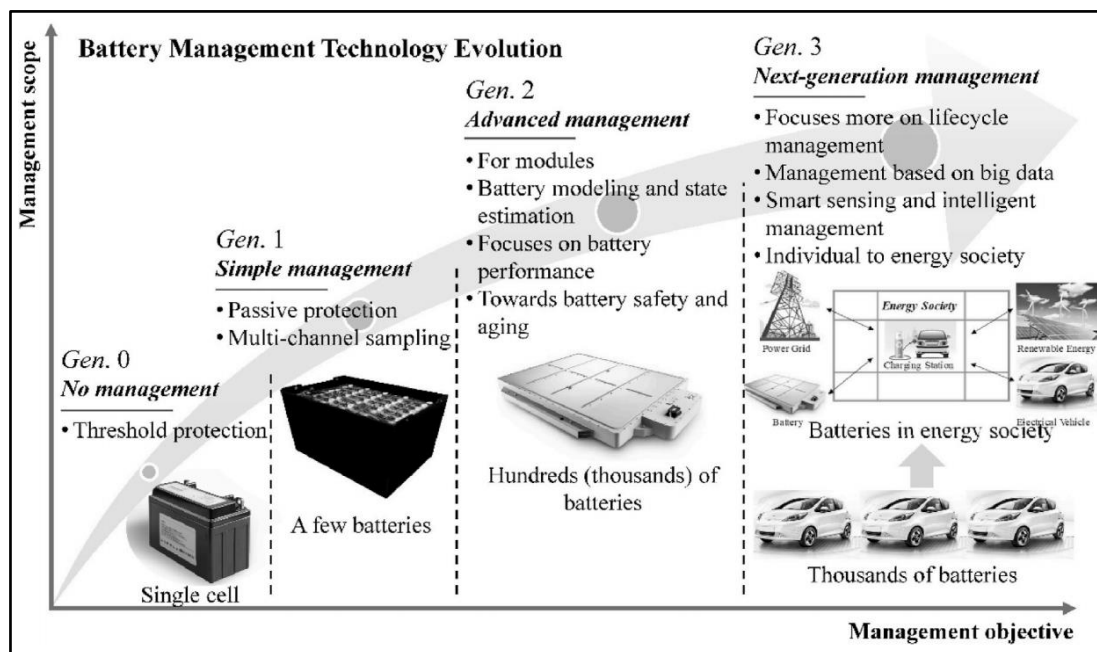 Battery Management Technology Evolution
Management scope
Gen. 0
No management
• Threshold protection
Single cell
Gen. 1
Simple management
• Passive protection
• Multi-channel sampling
A few batteries
Gen. 2
Advanced management
• For modules
• Battery modeling and state
estimation
• Focuses on battery
performance
• Towards battery safety and
aging
Hundreds (thousands) of
batteries
Gen. 3
Next-generation management
• Focuses more on lifecycle
management
• Management based on big data
• Smart sensing and intelligent
management
• Individual to energy society
Energy Society
Power Grid
Renewable Energy
Charging Station
Battery
Electrical Vehicle
Batteries in energy society
Thousands of batteries
Management objective